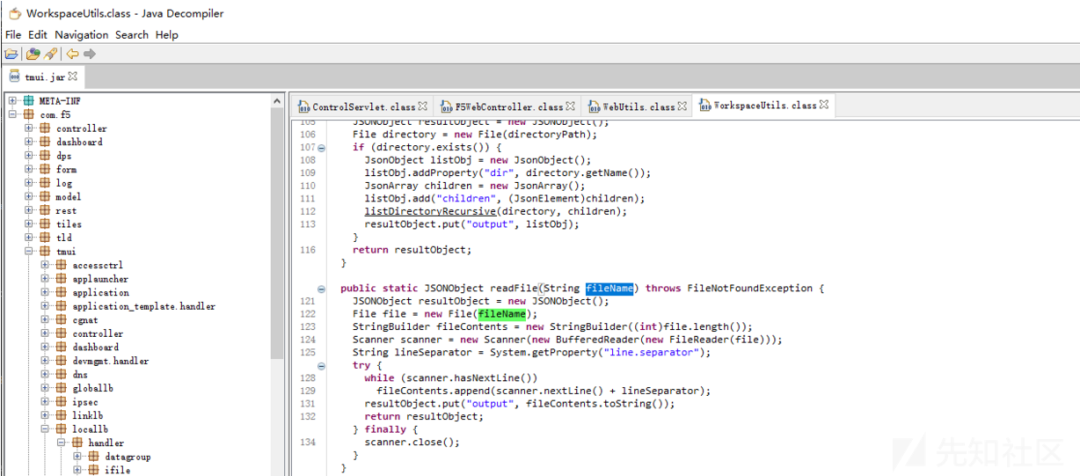 WorkspaceUtils.class - Java Decompiler
File Edit Navigation Search Help
tmui.jar
META-INF
com.f5
controller
dashboard
dps
form
log
model
rest
tiles
tld
tmui
accessctrl
applauncher
application
application_template.handler
cgnat
controller
dashboard
devmgmt.handler
dns
globallb
ipsec
linklb
locallb
handler
datagroup
ifile
ControlServlet.class F5WebController.class WebUtils.class WorkspaceUtils.class
105 JSONObject resultObject = new JSONObject();
106 File directory = new File(directoryPath);
107 if (directory.exists()) {
108 JsonObject listObj = new JsonObject();
109 listObj.addProperty("dir", directory.getName());
110 JsonArray children = new JsonArray();
111 listObj.add("children", (JsonElement)children);
112 listDirectoryRecursive(directory, children);
113 resultObject.put("output", listObj);
}
116 return resultObject;
}
public static JSONObject readFile(String fileName) throws FileNotFoundException {
121 JSONObject resultObject = new JSONObject();
122 File file = new File(fileName);
123 StringBuilder fileContents = new StringBuilder((int)file.length());
124 Scanner scanner = new Scanner(new BufferedReader(new FileReader(file)));
125 String lineSeparator = System.getProperty("line.separator");
try {
128 while (scanner.hasNextLine())
129 fileContents.append(scanner.nextLine() + lineSeparator);
131 resultObject.put("output", fileContents.toString());
132 return resultObject;
} finally {
134 scanner.close();
}
}
先知社区